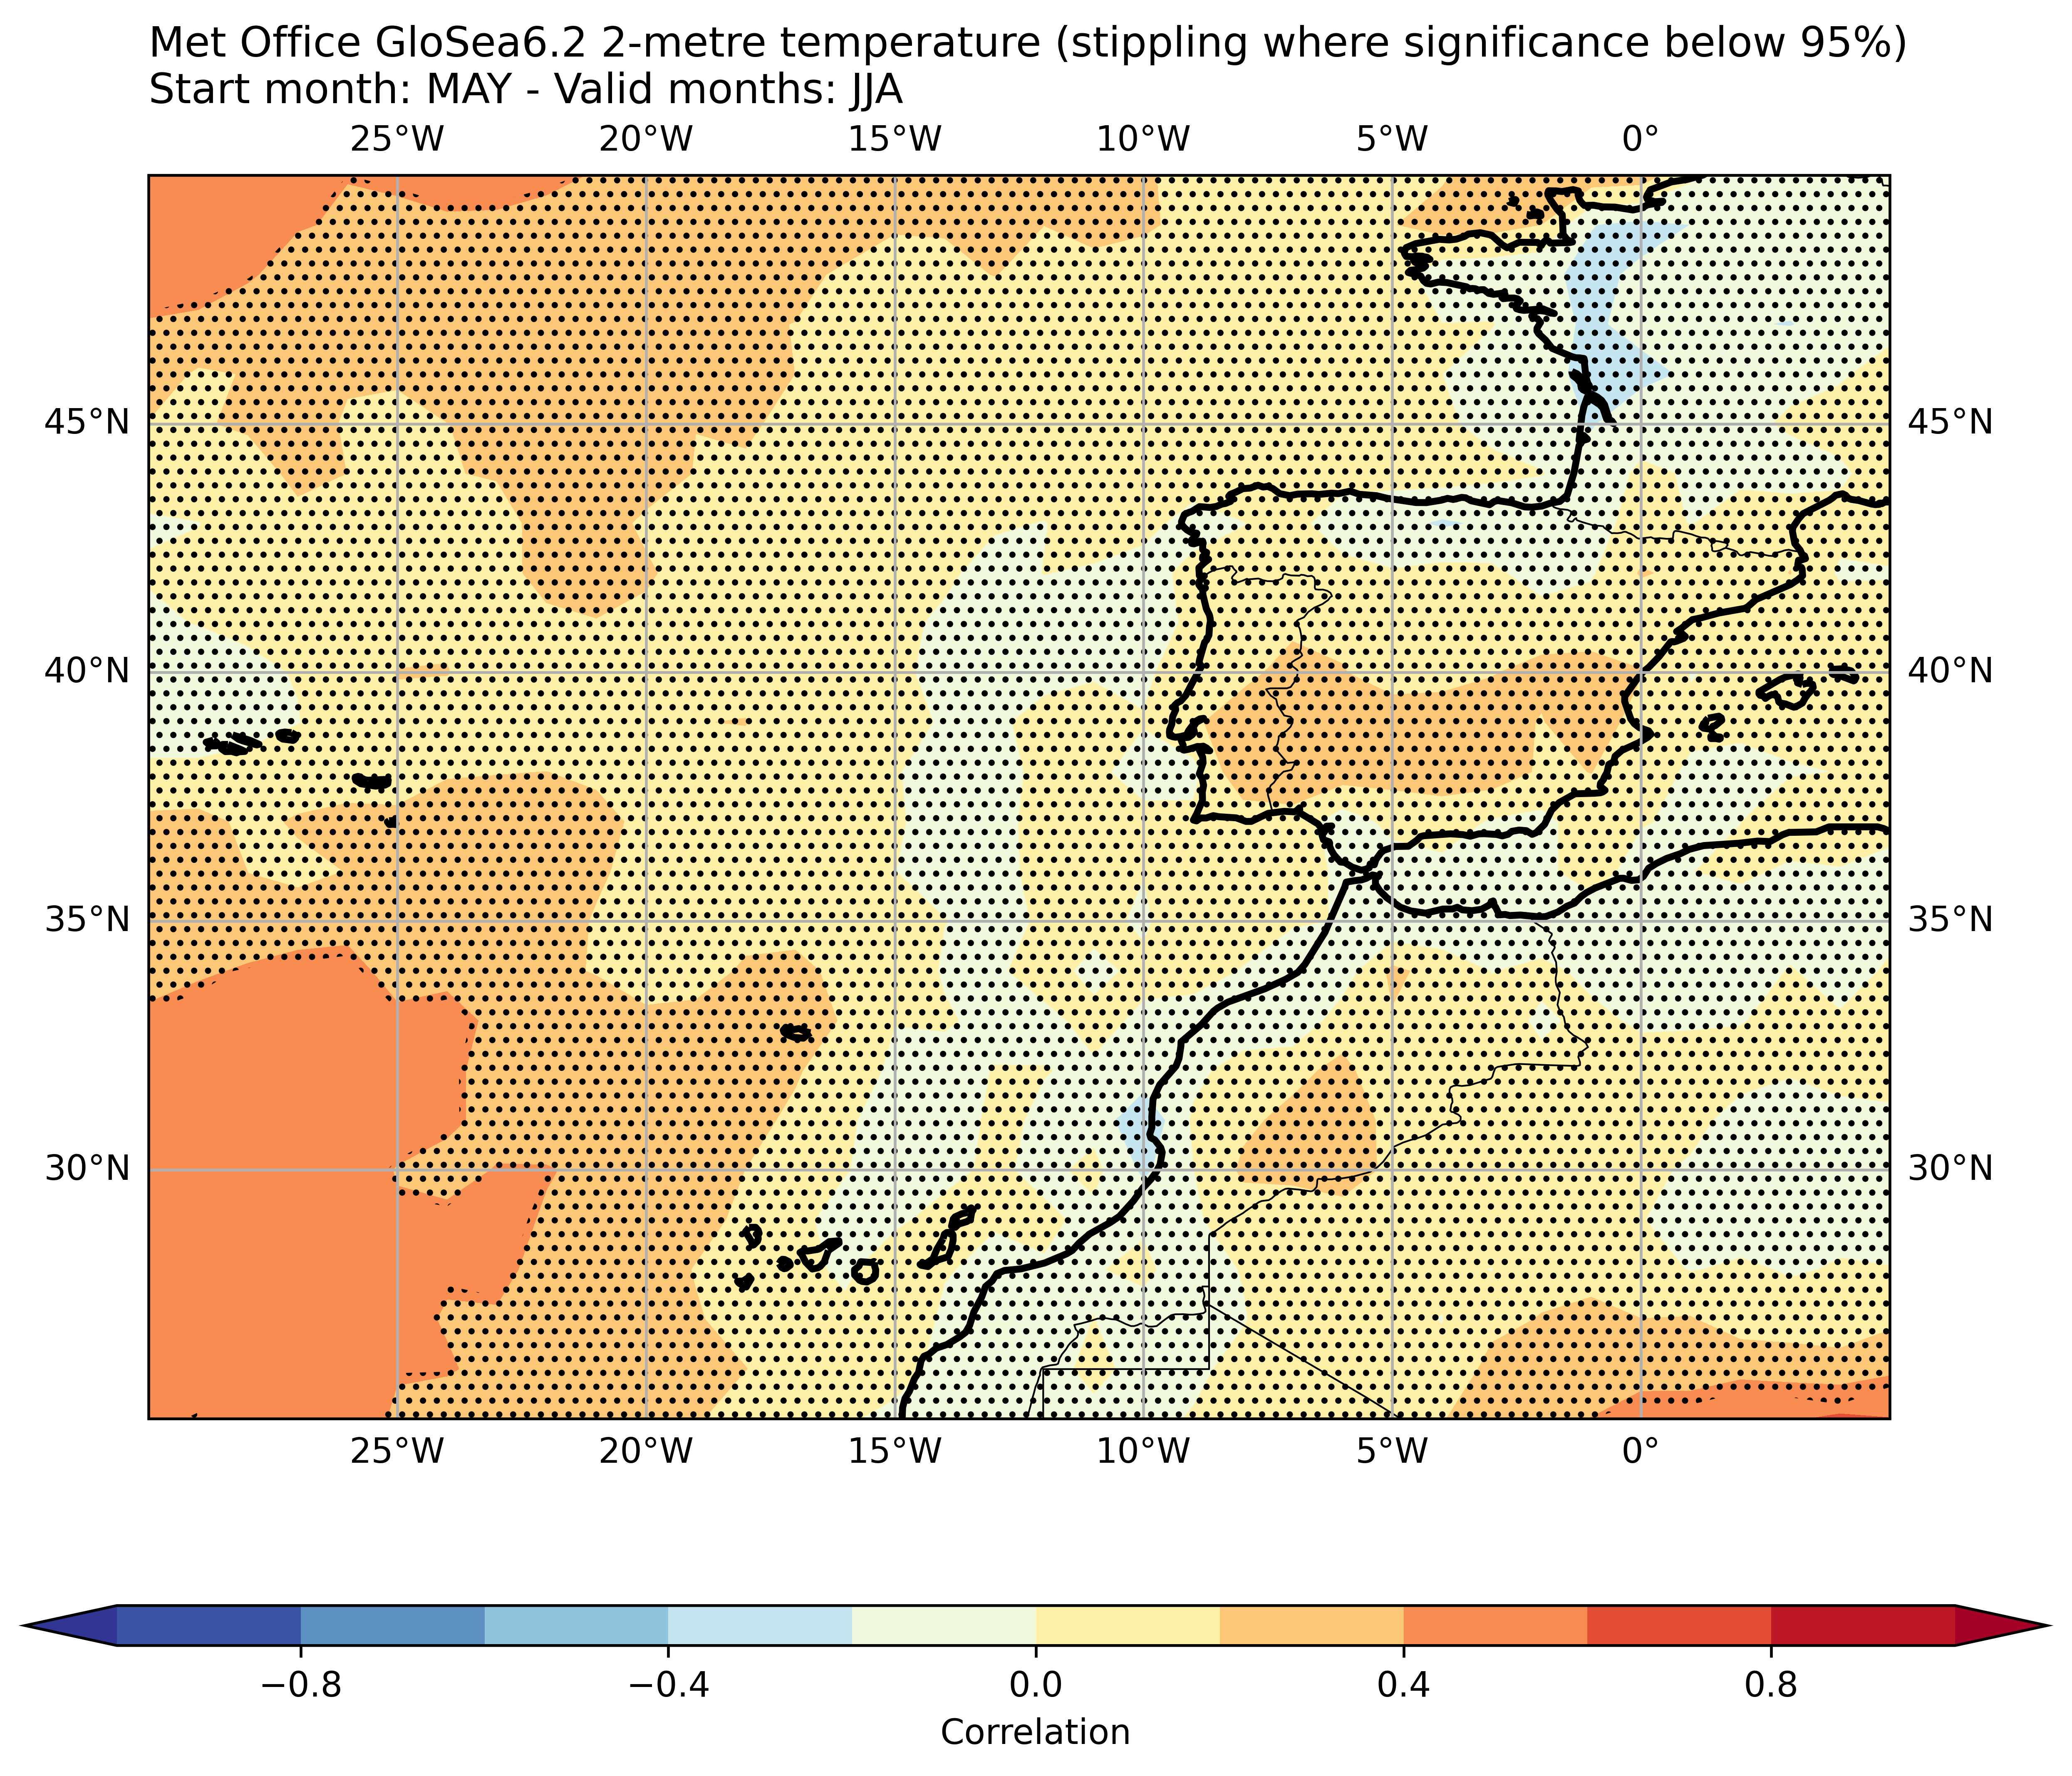 Met Office GloSea6.2 2-metre temperature (stippling where significance below 95%)
Start month: MAY - Valid months: JJA
25°W 20°W 15°W 10°W 5°W 0°
45°N 45°N
40°N 40°N
35°N 35°N
30°N 30°N
25°W 20°W 15°W 10°W 5°W 0°
−0.8 −0.4 0.0 0.4 0.8
Correlation